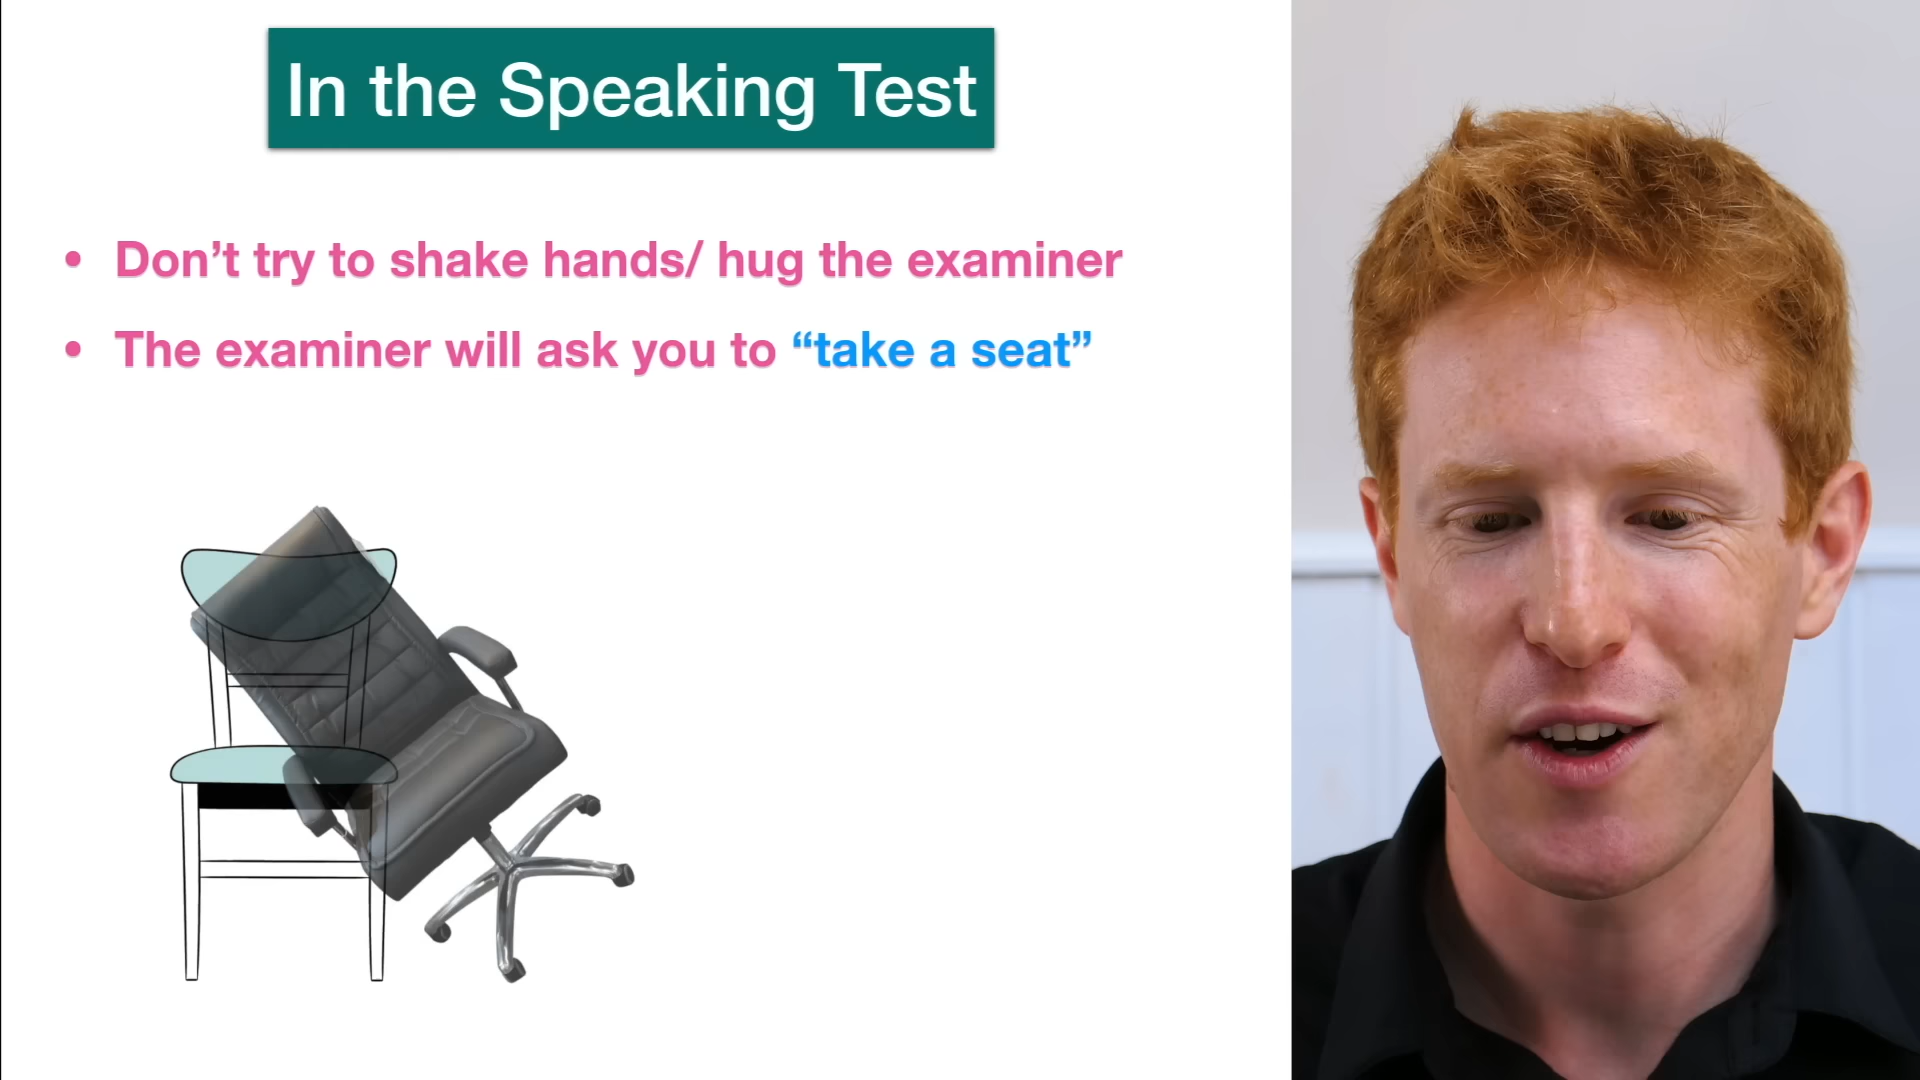 In the Speaking Test
• Don’t try to shake hands/ hug the examiner
• The examiner will ask you to “take a seat”